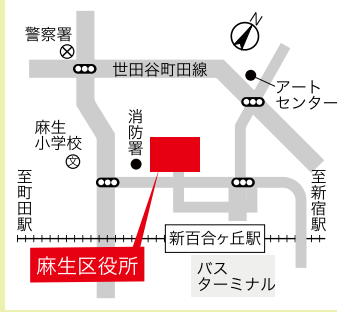 N
警察署
世田谷町田線
アート
センター
麻生
小学校
文
消防署
至町田駅
至新宿駅
新百合ヶ丘駅
麻生区役所
バス
ターミナル